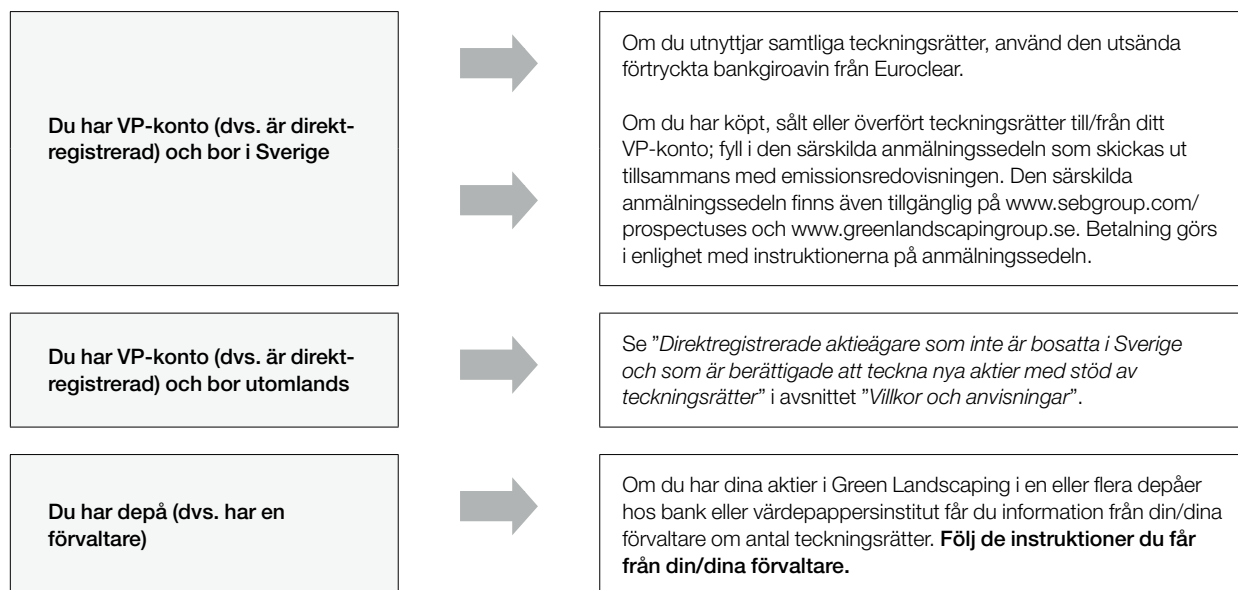 Du har VP-konto (dvs. är direkt-
registrerad) och bor i Sverige
Om du utnyttjar samtliga teckningsrätter, använd den utsända
förtryckta bankgiroavin från Euroclear.
Om du har köpt, sålt eller överfört teckningsrätter till/från ditt
VP-konto; fyll i den särskilda anmälningssedeln som skickas ut
tillsammans med emissionsredovisningen. Den särskilda
anmälningssedeln finns även tillgänglig på www.sebgroup.com/
prospectuses och www.greenlandscapingroup.se. Betalning görs
i enlighet med instruktionerna på anmälningssedeln.
Du har VP-konto (dvs. är direkt-
registrerad) och bor utomlands
Se ”Direktregistrerade aktieägare som inte är bosatta i Sverige
och som är berättigade att teckna nya aktier med stöd av
teckningsrätter” i avsnittet ”Villkor och anvisningar”.
Du har depå (dvs. har en
förvaltare)
Om du har dina aktier i Green Landscaping i en eller flera depåer
hos bank eller värdepappersinstitut får du information från din/dina
förvaltare om antal teckningsrätter. Följ de instruktioner du får
från din/dina förvaltare.